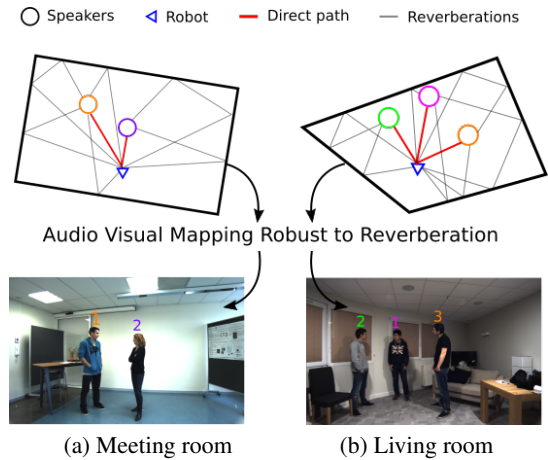 Speakers Robot Direct path Reverberations
Audio Visual Mapping Robust to Reverberation
1 2
2 1 3
(a) Meeting room (b) Living room